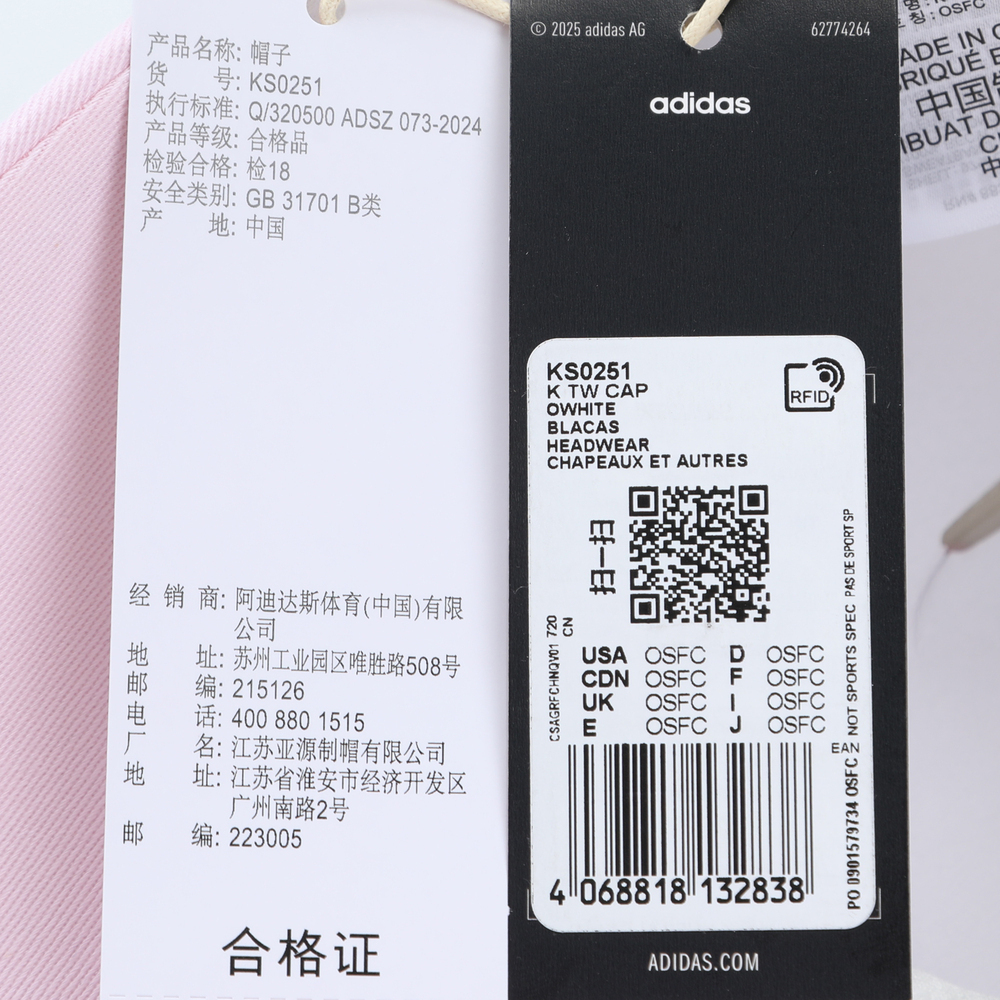 产品名称: 帽子
货 号: KS0251
执行标准: Q/320500 ADSZ 073-2024
产品等级: 合格品
检验合格: 检18
安全类别: GB 31701 B类
产 地: 中国
经 销 商: 阿迪达斯体育(中国)有限
公司
地 址: 苏州工业园区唯胜路508号
邮 编: 215126
电 话: 400 880 1515
厂 名: 江苏亚源制帽有限公司
地 址: 江苏省淮安市经济开发区
广州南路2号
邮 编: 223005
合格证
© 2025 adidas AG
62774264
adidas
KS0251
K TW CAP
OWHITE
BLACAS
HEADWEAR
CHAPEAUX ET AUTRES
RFID
扫一扫
CSAGRFCHNQV01 720
CN
USA OSFC D OSFC
CDN OSFC F OSFC
UK OSFC I OSFC
E OSFC J OSFC
NOT SPORTS SPEC PAS DE SPORT SP
EAN
PO 0901579734 OSFC
4 068818 132838
ADIDAS.COM
: OSFC
ADE IN
中国